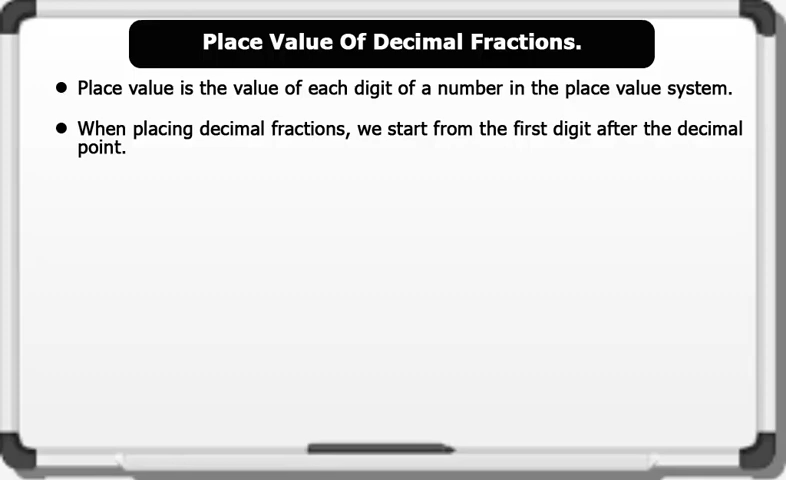 Place Value Of Decimal Fractions.
● Place value is the value of each digit of a number in the place value system.
● When placing decimal fractions, we start from the first digit after the decimal
point.